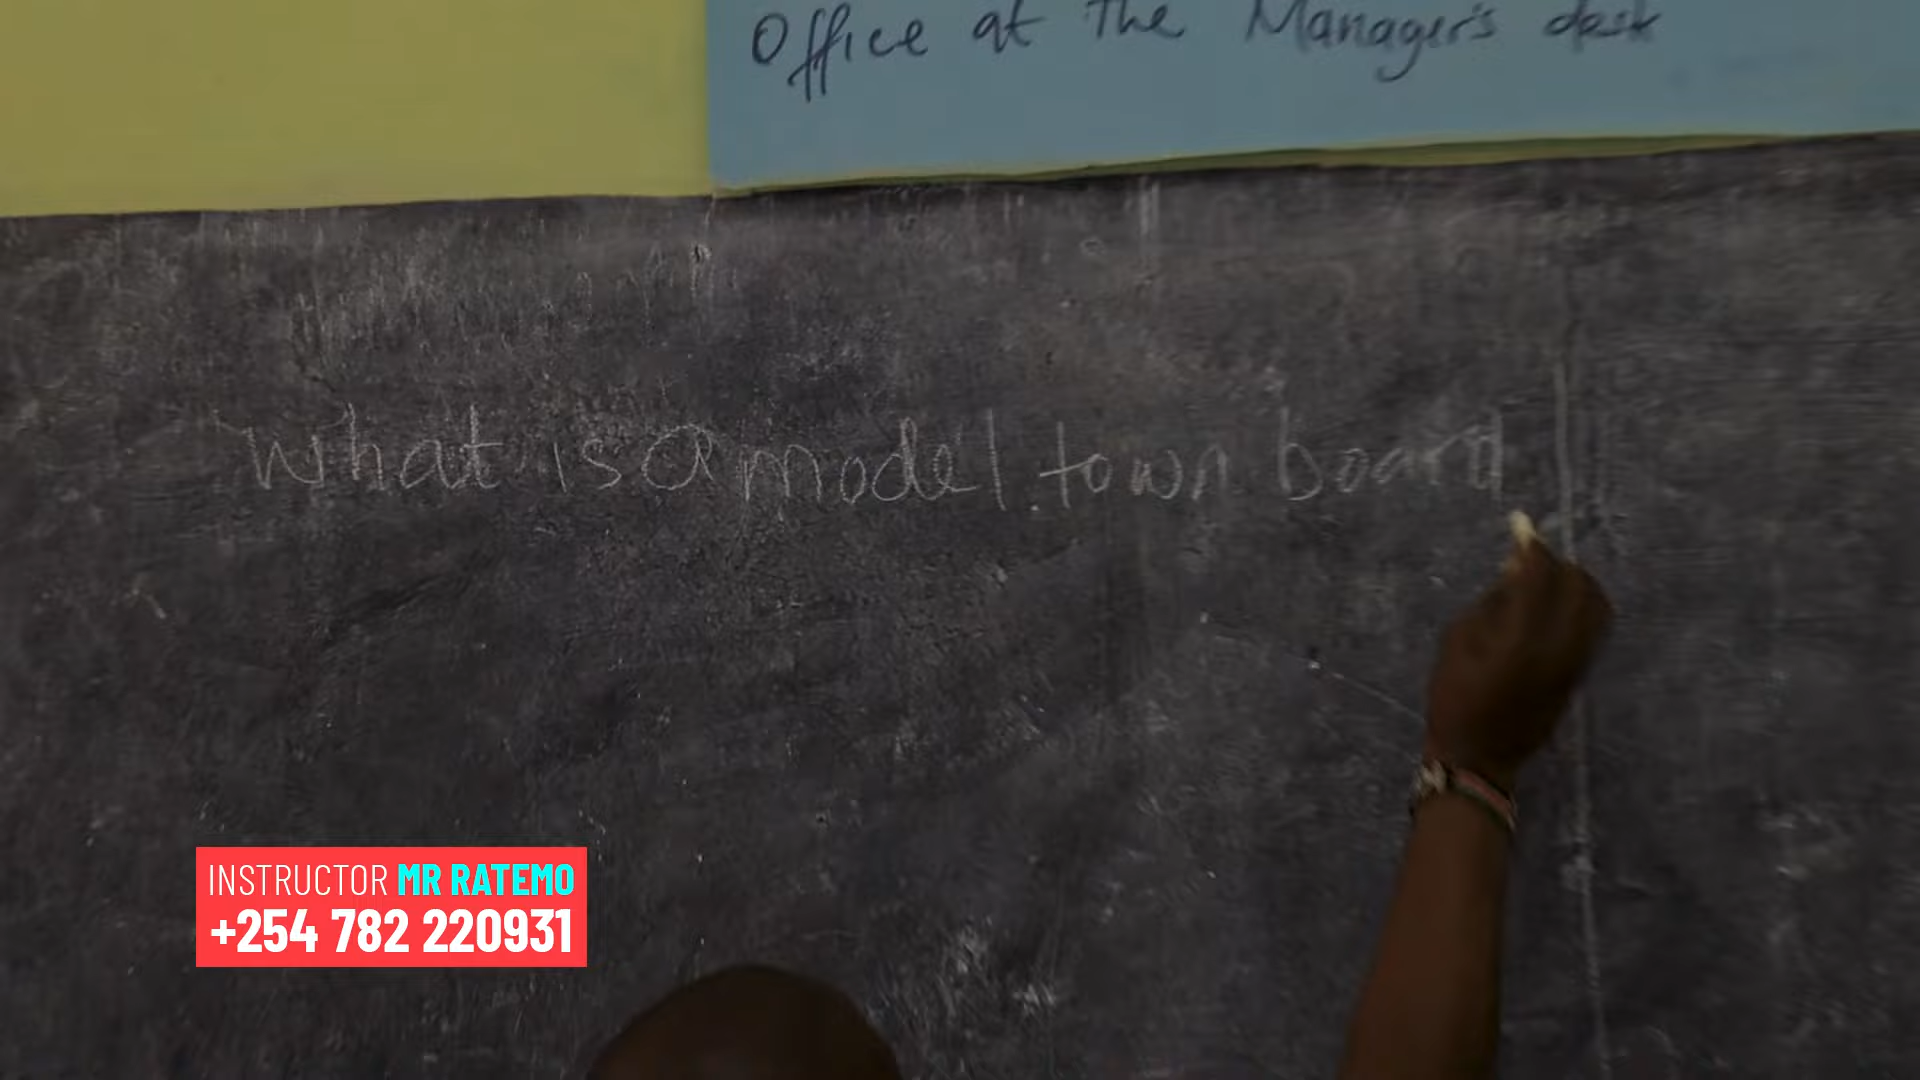 Office at The Manager's desk
What is a model town board
INSTRUCTOR MR RATEMO
+254 782 220931